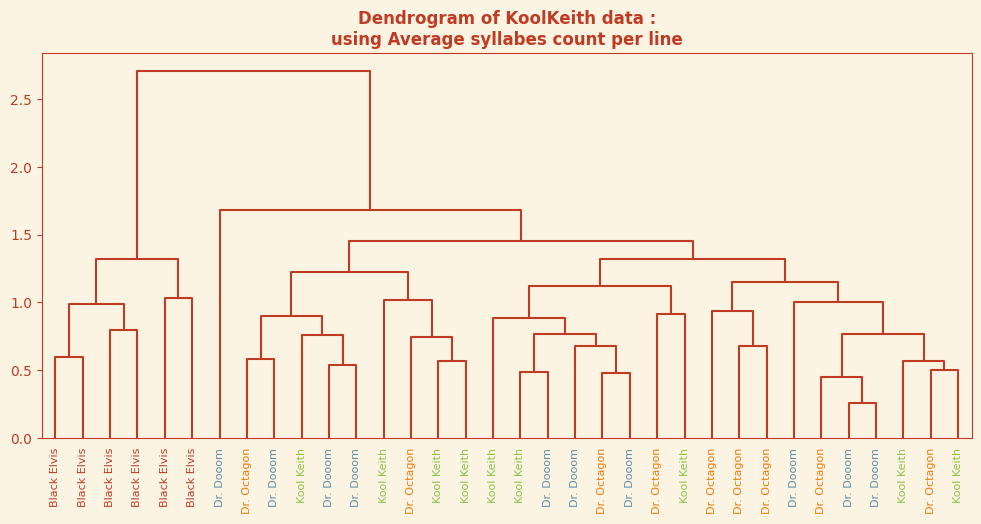 Dendrogram of KoolKeith data :
using Average syllabes count per line
2.5
2.0
1.5
1.0
0.5
0.0
Black Elvis
Black Elvis
Black Elvis
Black Elvis
Black Elvis
Black Elvis
Dr. Dooom
Dr. Octagon
Dr. Dooom
Kool Keith
Dr. Dooom
Dr. Dooom
Kool Keith
Dr. Octagon
Kool Keith
Kool Keith
Kool Keith
Kool Keith
Dr. Dooom
Dr. Dooom
Dr. Octagon
Dr. Dooom
Dr. Octagon
Kool Keith
Dr. Octagon
Dr. Octagon
Dr. Octagon
Dr. Dooom
Dr. Octagon
Dr. Dooom
Dr. Dooom
Kool Keith
Dr. Octagon
Kool Keith